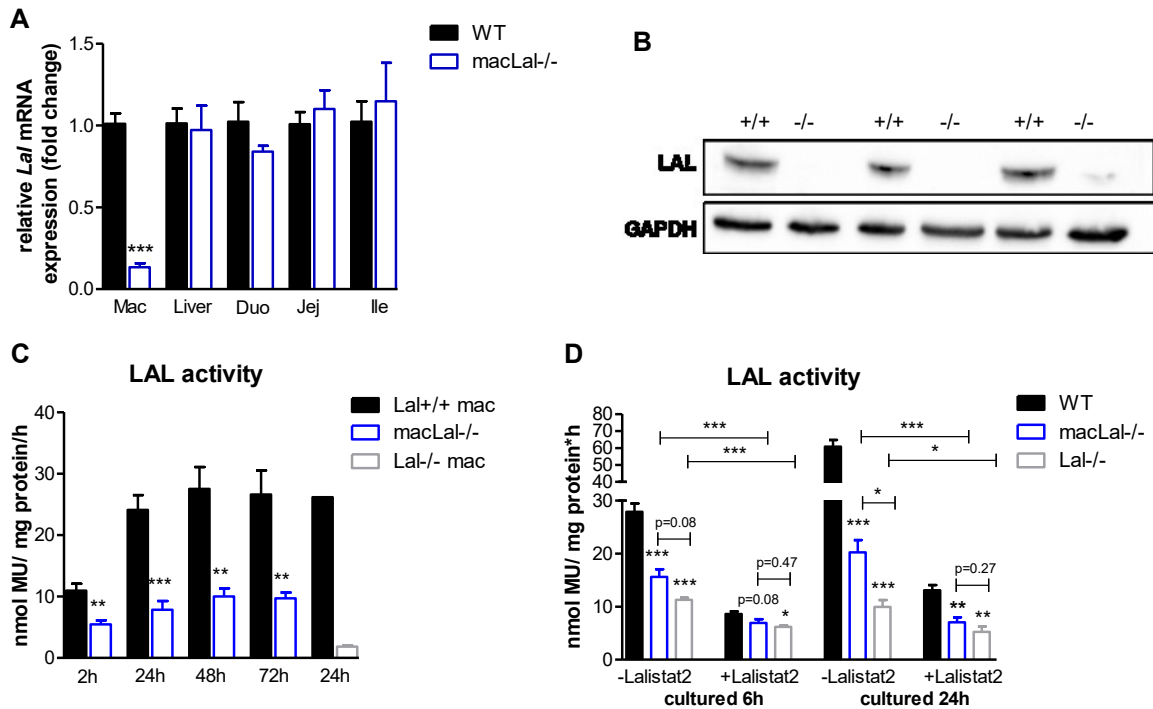 A
relative Lal mRNA
expression (fold change)
1.5
1.0
0.5
0.0
***
Mac Liver Duo Jej Ile
WT
macLal-/-
B
+/+ -/- +/+ -/- +/+ -/-
LAL
GAPDH
C
LAL activity
nmol MU/ mg protein/h
40
30
20
10
0
** *** ** **
2h 24h 48h 72h 24h
Lal+/+ mac
macLal-/-
Lal-/- mac
D
LAL activity
nmol MU/ mg protein*h
80
70
60
50
40
30
20
10
0
*** ***
*** *
*
p=0.08 ***
*** p=0.47 p=0.27
*** p=0.08 * *** ** **
-Lalistat2 +Lalistat2 -Lalistat2 +Lalistat2
cultured 6h cultured 24h
WT
macLal-/-
Lal-/-